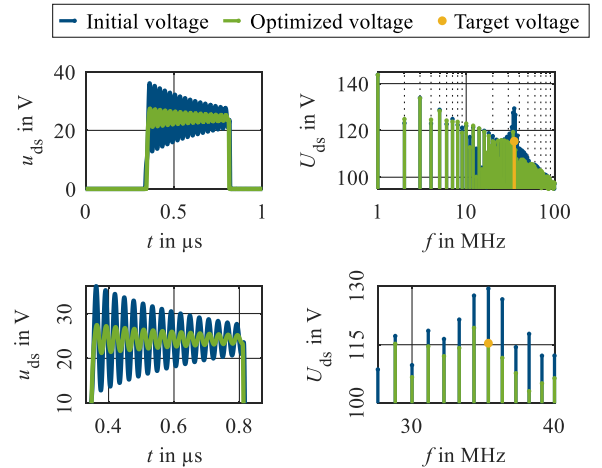 Initial voltage Optimized voltage Target voltage
40
20
0
u_ds in V
0 0.5 1
t in µs
140
120
100
U_ds in V
1 10 100
f in MHz
30
20
10
u_ds in V
0.4 0.6 0.8
t in µs
130
115
100
U_ds in V
30 40
f in MHz